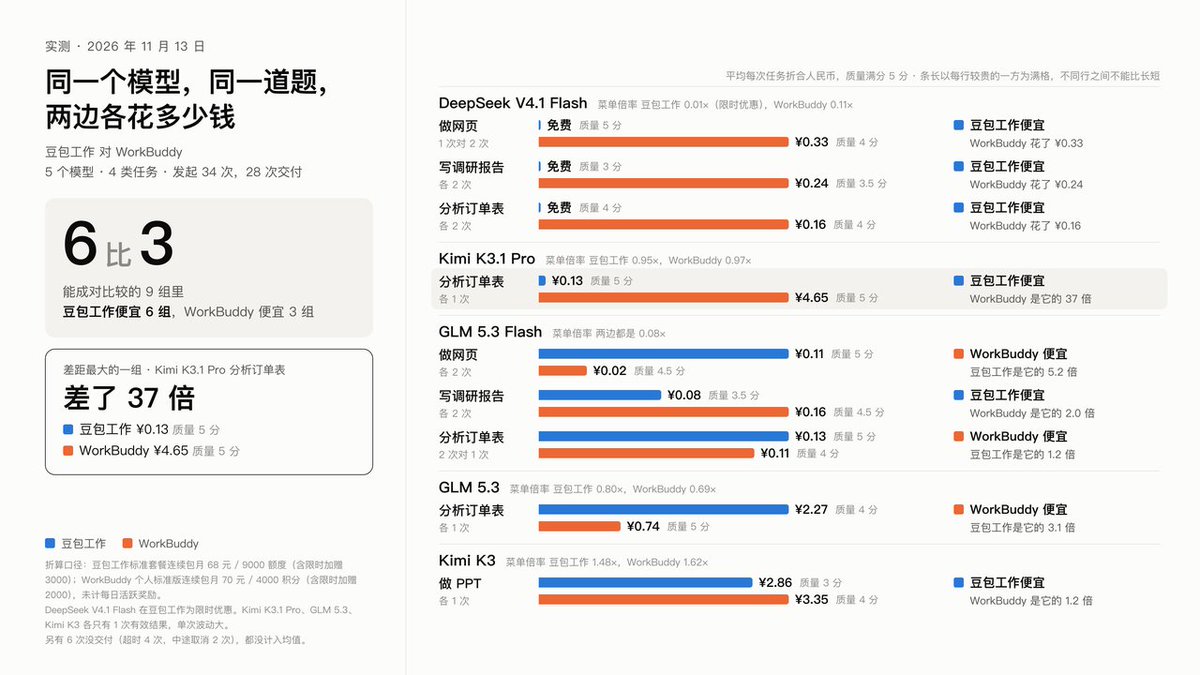 实测 · 2026 年 11 月 13 日
同一个模型，同一道题，
两边各花多少钱
豆包工作 对 WorkBuddy
5 个模型 · 4 类任务 · 发起 34 次，28 次交付
6 比 3
能成对比较的 9 组里
豆包工作便宜 6 组，WorkBuddy 便宜 3 组
差距最大的一组 · Kimi K3.1 Pro 分析订单表
差了 37 倍
豆包工作 ¥0.13 质量 5 分
WorkBuddy ¥4.65 质量 5 分
豆包工作 WorkBuddy
折算口径：豆包工作标准套餐连续包月 68 元 / 9000 额度（含限时加赠
3000）；WorkBuddy 个人标准版连续包月 70 元 / 4000 积分（含限时加赠
2000），未计每日活跃奖励。
DeepSeek V4.1 Flash 在豆包工作为限时优惠。Kimi K3.1 Pro、GLM 5.3、
Kimi K3 各只有 1 次有效结果，单次波动大。
另有 6 次没交付（超时 4 次，中途取消 2 次），都没计入均值。
平均每次任务折合人民币，质量满分 5 分 · 条长以每行较贵的一方为满格，不同行之间不能比长短
DeepSeek V4.1 Flash 菜单倍率 豆包工作 0.01×（限时优惠），WorkBuddy 0.11×
做网页 免费 质量 5 分 豆包工作便宜
1 次对 2 次 ¥0.33 质量 4 分 WorkBuddy 花了 ¥0.33
写调研报告 免费 质量 3 分 豆包工作便宜
各 2 次 ¥0.24 质量 3.5 分 WorkBuddy 花了 ¥0.24
分析订单表 免费 质量 4 分 豆包工作便宜
各 2 次 ¥0.16 质量 4 分 WorkBuddy 花了 ¥0.16
Kimi K3.1 Pro 菜单倍率 豆包工作 0.95×，WorkBuddy 0.97×
分析订单表 ¥0.13 质量 5 分 豆包工作便宜
各 1 次 ¥4.65 质量 5 分 WorkBuddy 是它的 37 倍
GLM 5.3 Flash 菜单倍率 两边都是 0.08×
做网页 ¥0.11 质量 5 分 WorkBuddy 便宜
各 2 次 ¥0.02 质量 4.5 分 豆包工作是它的 5.2 倍
写调研报告 ¥0.08 质量 3.5 分 豆包工作便宜
各 2 次 ¥0.16 质量 4.5 分 WorkBuddy 是它的 2.0 倍
分析订单表 ¥0.13 质量 5 分 WorkBuddy 便宜
2 次对 1 次 ¥0.11 质量 4 分 豆包工作是它的 1.2 倍
GLM 5.3 菜单倍率 豆包工作 0.80×，WorkBuddy 0.69×
分析订单表 ¥2.27 质量 4 分 WorkBuddy 便宜
各 1 次 ¥0.74 质量 5 分 豆包工作是它的 3.1 倍
Kimi K3 菜单倍率 豆包工作 1.48×，WorkBuddy 1.62×
做 PPT ¥2.86 质量 3 分 豆包工作便宜
各 1 次 ¥3.35 质量 4 分 WorkBuddy 是它的 1.2 倍